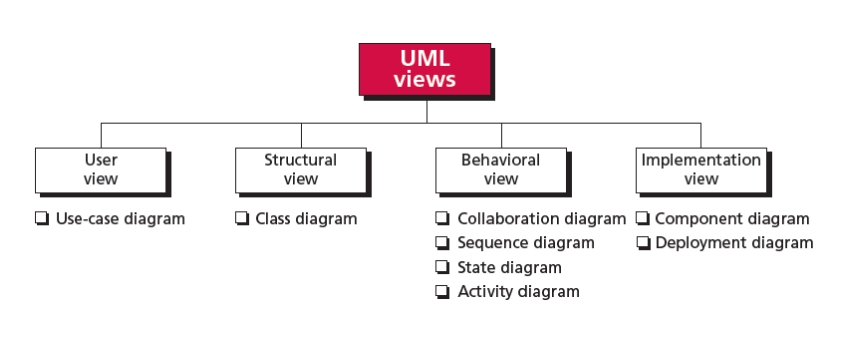 UML
views
User
view
Structural
view
Behavioral
view
Implementation
view
Use-case diagram
Class diagram
Collaboration diagram
Sequence diagram
State diagram
Activity diagram
Component diagram
Deployment diagram